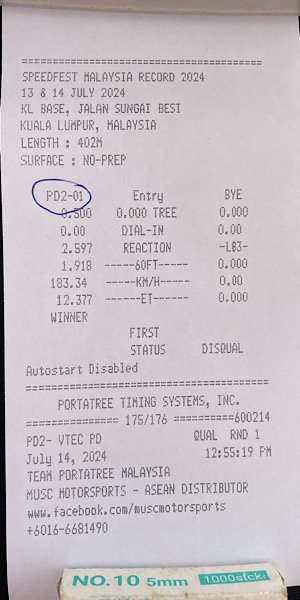 =====================================
SPEEDFEST MALAYSIA RECORD 2024
13 & 14 JULY 2024
KL BASE, JALAN SUNGAI BESI
KUALA LUMPUR, MALAYSIA
LENGTH : 402M
SURFACE : NO-PREP
PD2-01 Entry BYE
0.500 0.000 TREE 0.000
0.00 DIAL-IN 0.00
2.597 REACTION -LB3-
1.918 -----60FT----- 0.000
183.34 -----KM/H----- 0.00
12.377 ------ET------ 0.000
WINNER
FIRST
STATUS DISQUAL
Autostart Disabled
=====================================
PORTATREE TIMING SYSTEMS, INC.
=============== 175/176 ==========600214
PD2- VTEC PD QUAL RND 1
July 14, 2024 12:55:19 PM
TEAM PORTATREE MALAYSIA
MUSC MOTORSPORTS - ASEAN DISTRIBUTOR
www.facebook.com/muscmotorsports
+6016-6681490
NO.10 5mm 1000sfck